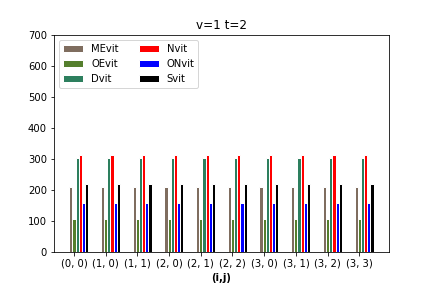 v=1 t=2
700
600
500
400
300
200
100
0
MEvit
OEvit
Dvit
Nvit
ONvit
Svit
(0, 0) (1, 0) (1, 1) (2, 0) (2, 1) (2, 2) (3, 0) (3, 1) (3, 2) (3, 3)
(i,j)